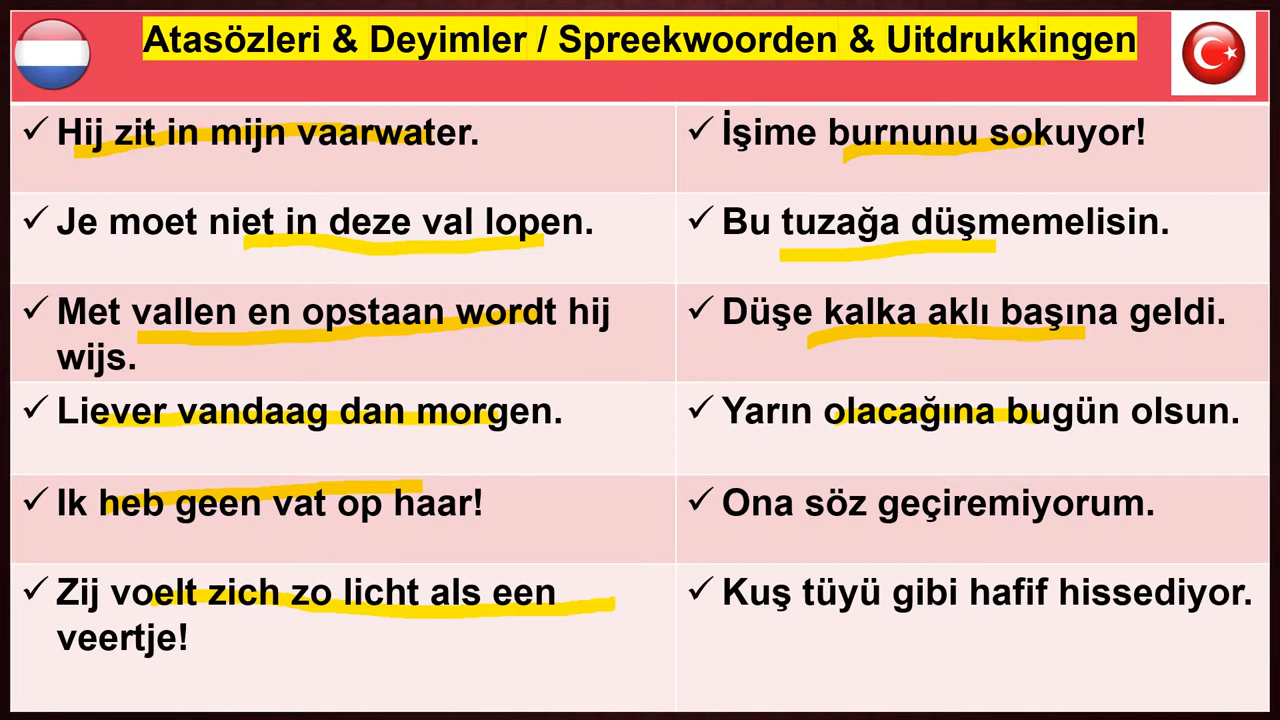 Atasözleri & Deyimler / Spreekwoorden & Uitdrukkingen
✓ Hij zit in mijn vaarwater.
✓ İşime burnunu sokuyor!
✓ Je moet niet in deze val lopen.
✓ Bu tuzağa düşmemelisin.
✓ Met vallen en opstaan wordt hij
wijs.
✓ Düşe kalka aklı başına geldi.
✓ Liever vandaag dan morgen.
✓ Yarın olacağına bugün olsun.
✓ Ik heb geen vat op haar!
✓ Ona söz geçiremiyorum.
✓ Zij voelt zich zo licht als een
veertje!
✓ Kuş tüyü gibi hafif hissediyor.